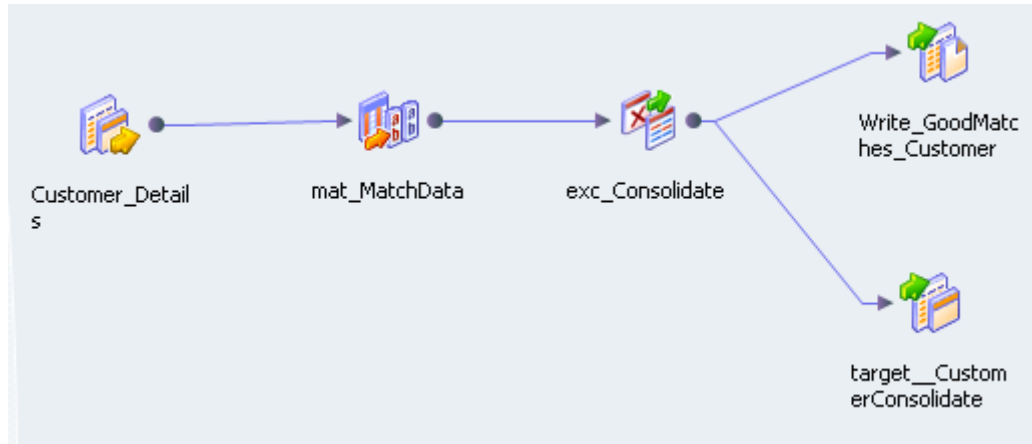 Customer_Detail
s
mat_MatchData
exc_Consolidate
Write_GoodMatc
hes_Customer
target__Custom
erConsolidate